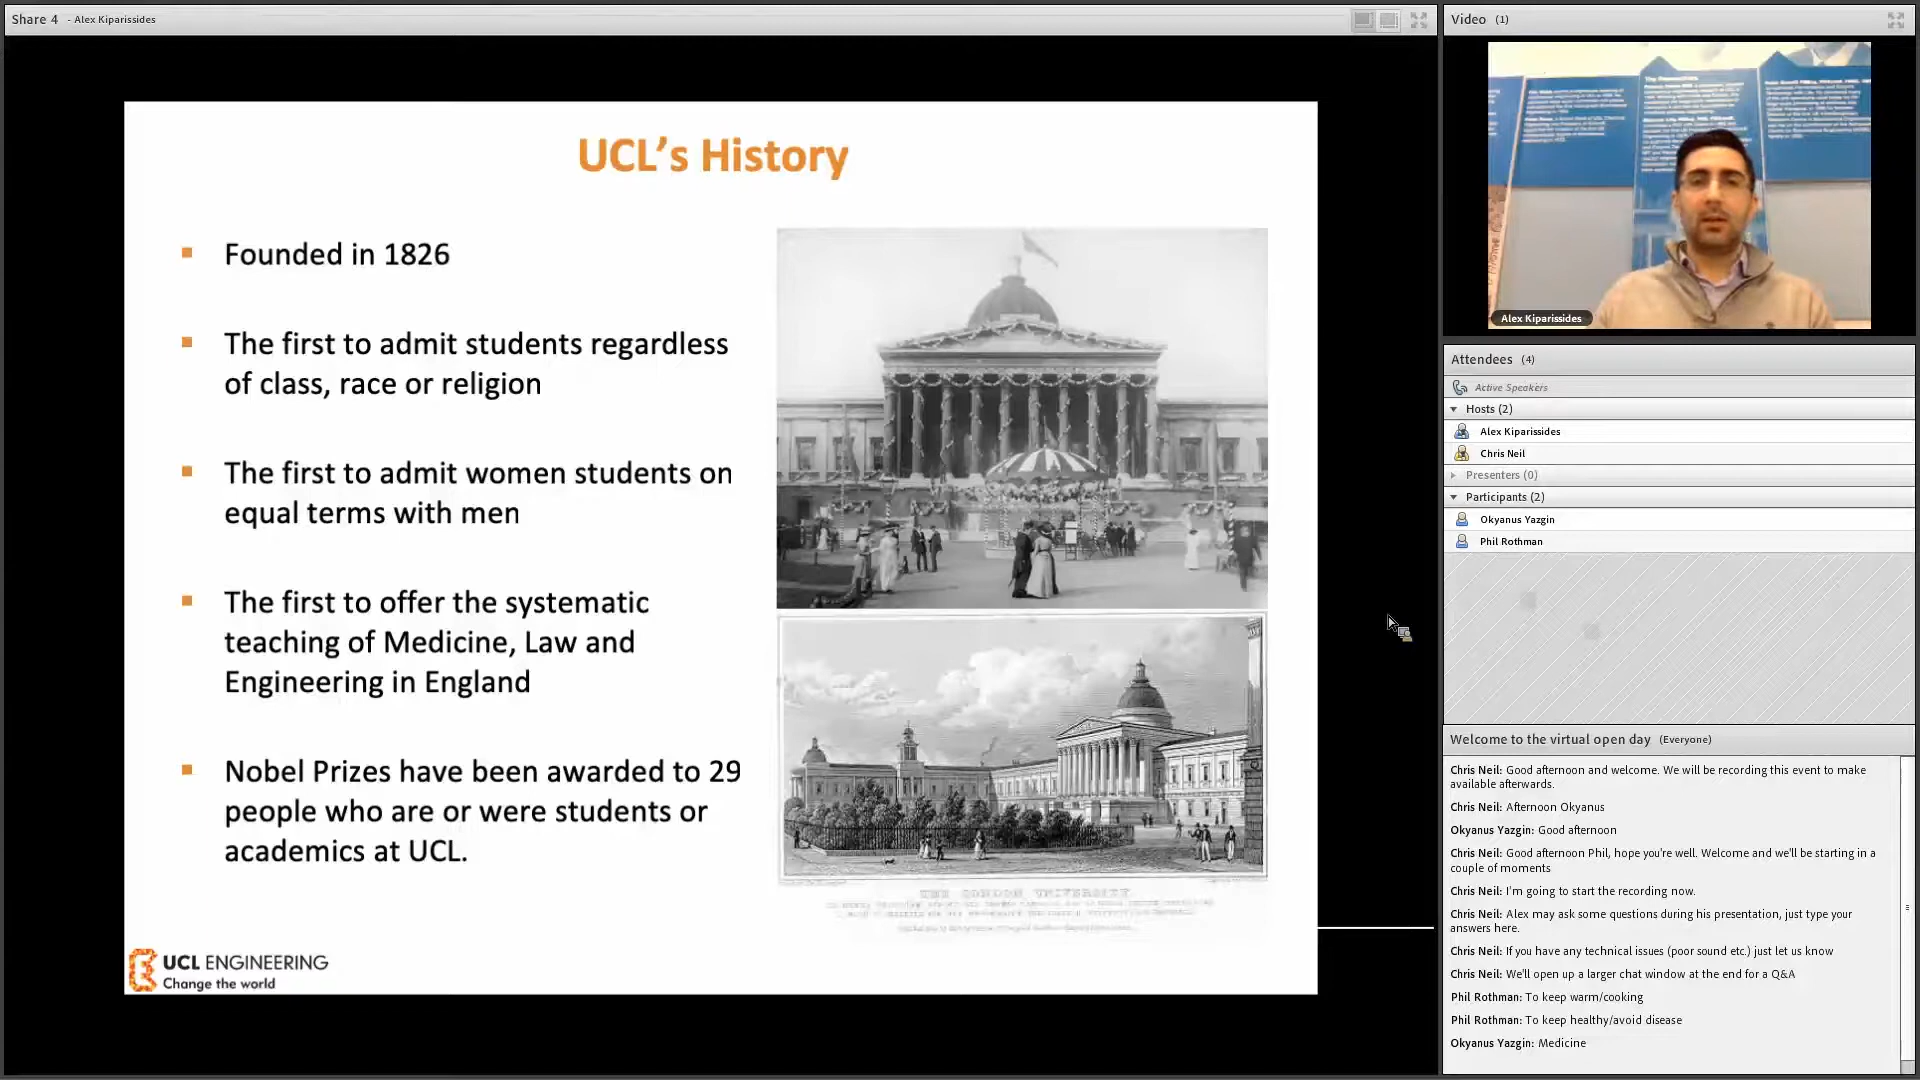 Share 4 - Alex Kiparissides
UCL's History
Founded in 1826
The first to admit students regardless
of class, race or religion
The first to admit women students on
equal terms with men
The first to offer the systematic
teaching of Medicine, Law and
Engineering in England
Nobel Prizes have been awarded to 29
people who are or were students or
academics at UCL.
THE LONDON UNIVERSITY
UCL ENGINEERING
Change the world
Video (1)
Alex Kiparissides
Attendees (4)
Active Speakers
Hosts (2)
Alex Kiparissides
Chris Neil
Presenters (0)
Participants (2)
Okyanus Yazgin
Phil Rothman
Welcome to the virtual open day (Everyone)
Chris Neil: Good afternoon and welcome. We will be recording this event to make
available afterwards.
Chris Neil: Afternoon Okyanus
Okyanus Yazgin: Good afternoon
Chris Neil: Good afternoon Phil, hope you're well. Welcome and we'll be starting in a
couple of moments
Chris Neil: I'm going to start the recording now.
Chris Neil: Alex may ask some questions during his presentation, just type your
answers here.
Chris Neil: If you have any technical issues (poor sound etc.) just let us know
Chris Neil: We'll open up a larger chat window at the end for a Q&A
Phil Rothman: To keep warm/cooking
Phil Rothman: To keep healthy/avoid disease
Okyanus Yazgin: Medicine